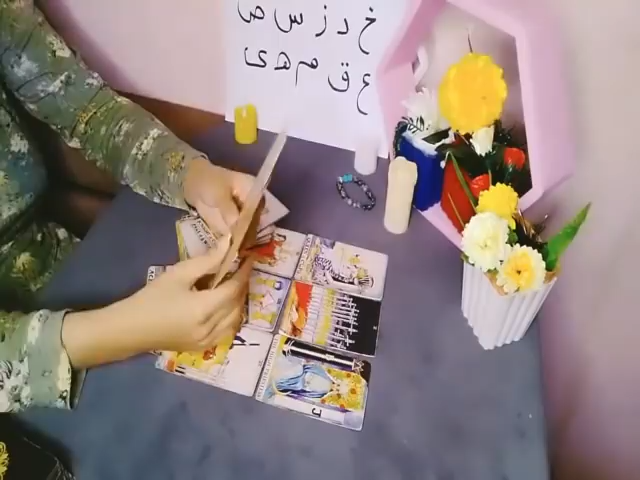 خ د ز س ص
ع ق م ه ی